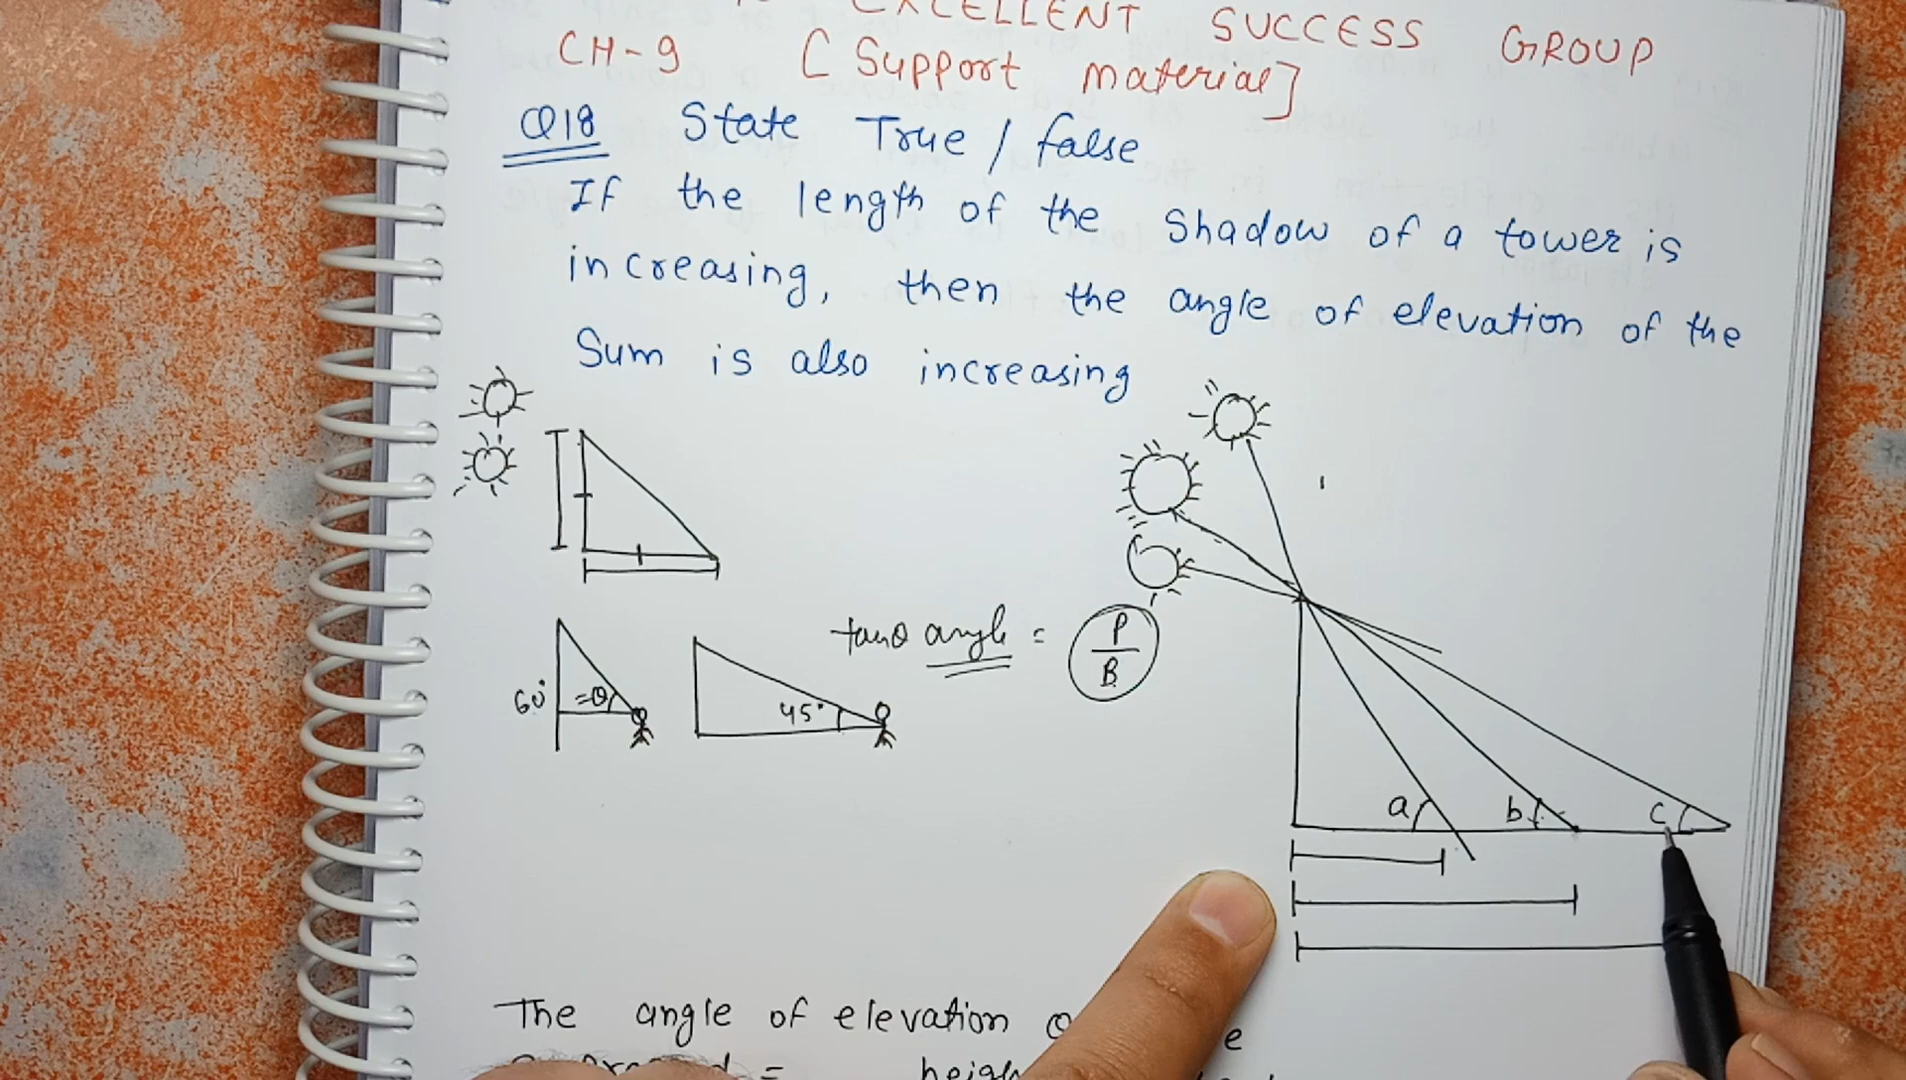 EXCELLENT SUCCESS GROUP
CH-9 [Support material]
Q18 State True / false
If the length of the Shadow of a tower is
increasing, then the angle of elevation of the
Sum is also increasing
tanθ angle = P/B
60° =θ
45°
a b c
The angle of elevation